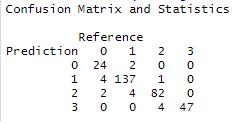 Confusion Matrix and Statistics
Reference
Prediction 0 1 2 3
0 24 2 0 0
1 4 137 1 0
2 2 4 82 0
3 0 0 4 47